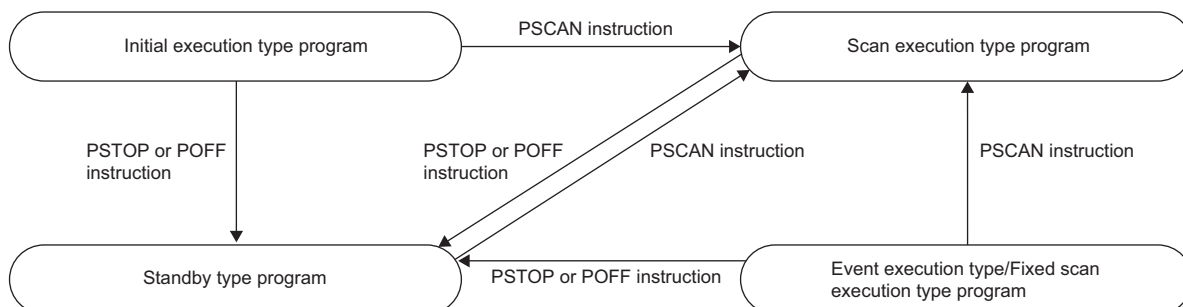 Initial execution type program
PSCAN instruction
Scan execution type program
PSTOP or POFF
instruction
PSTOP or POFF
instruction
PSCAN instruction
PSCAN instruction
Standby type program
PSTOP or POFF instruction
Event execution type/Fixed scan
execution type program